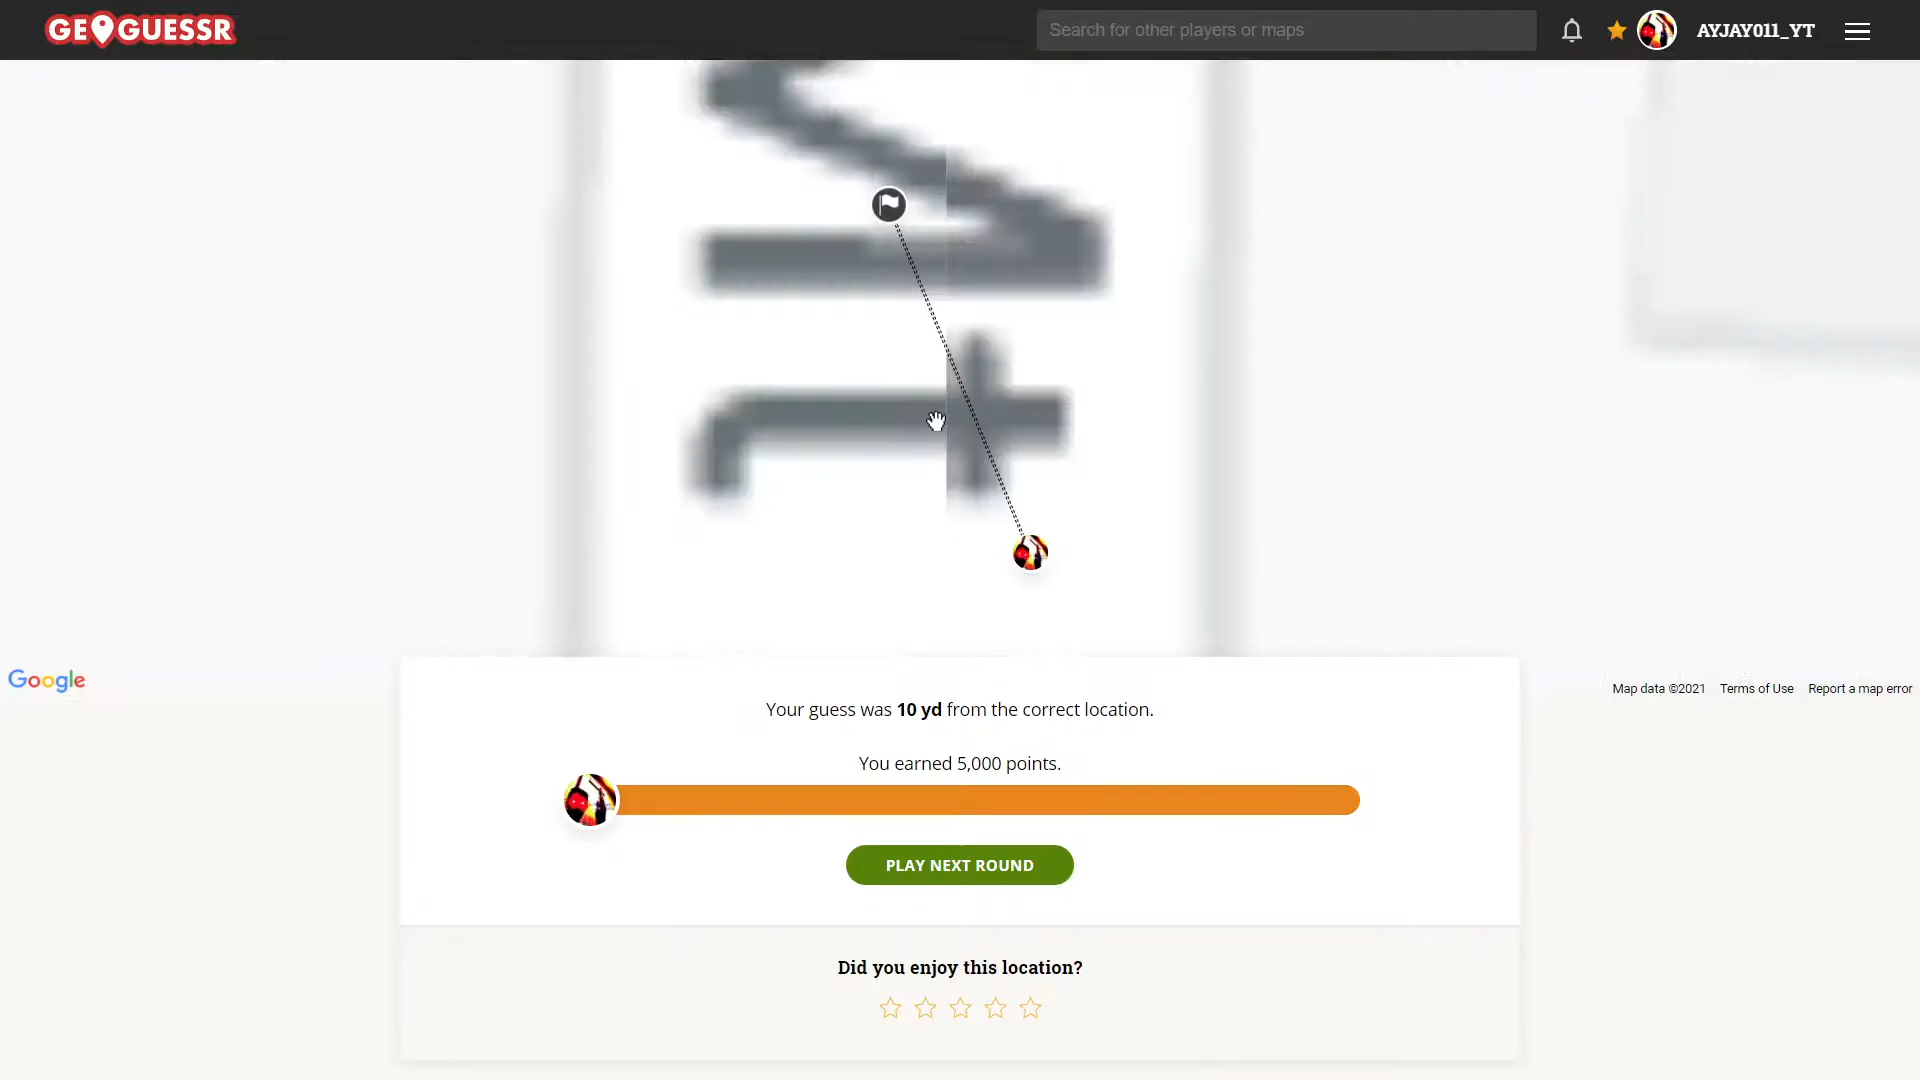 GEOGUESSR
Search for other players or maps
AYJAY011_YT
Google
Map data ©2021 Terms of Use Report a map error
Your guess was 10 yd from the correct location.
You earned 5,000 points.
PLAY NEXT ROUND
Did you enjoy this location?